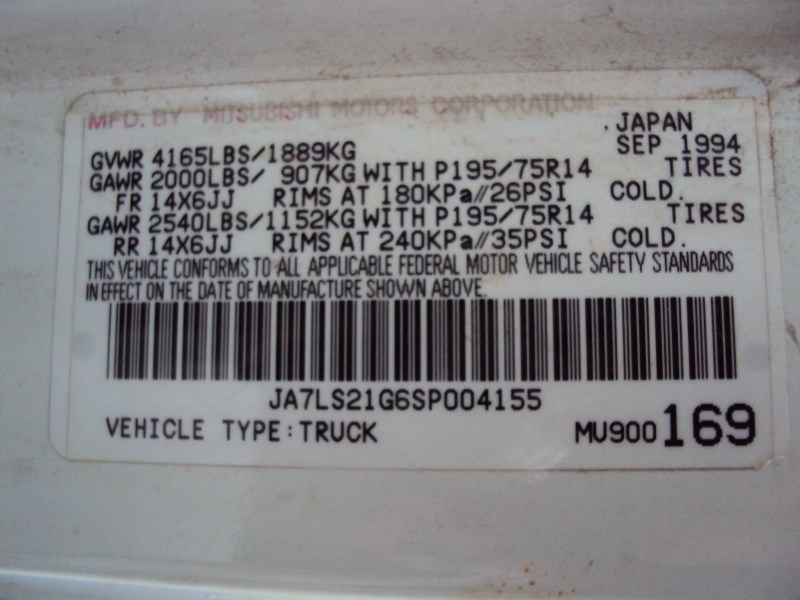 MFD. BY MITSUBISHI MOTORS CORPORATION
, JAPAN
GVWR 4165LBS/1889KG SEP 1994
GAWR 2000LBS/ 907KG WITH P195/75R14 TIRES
FR 14X6JJ RIMS AT 180KPa//26PSI COLD.
GAWR 2540LBS/1152KG WITH P195/75R14 TIRES
RR 14X6JJ RIMS AT 240KPa//35PSI COLD.
THIS VEHICLE CONFORMS TO ALL APPLICABLE FEDERAL MOTOR VEHICLE SAFETY STANDARDS
IN EFFECT ON THE DATE OF MANUFACTURE SHOWN ABOVE.
JA7LS21G6SP004155
VEHICLE TYPE:TRUCK MU900169